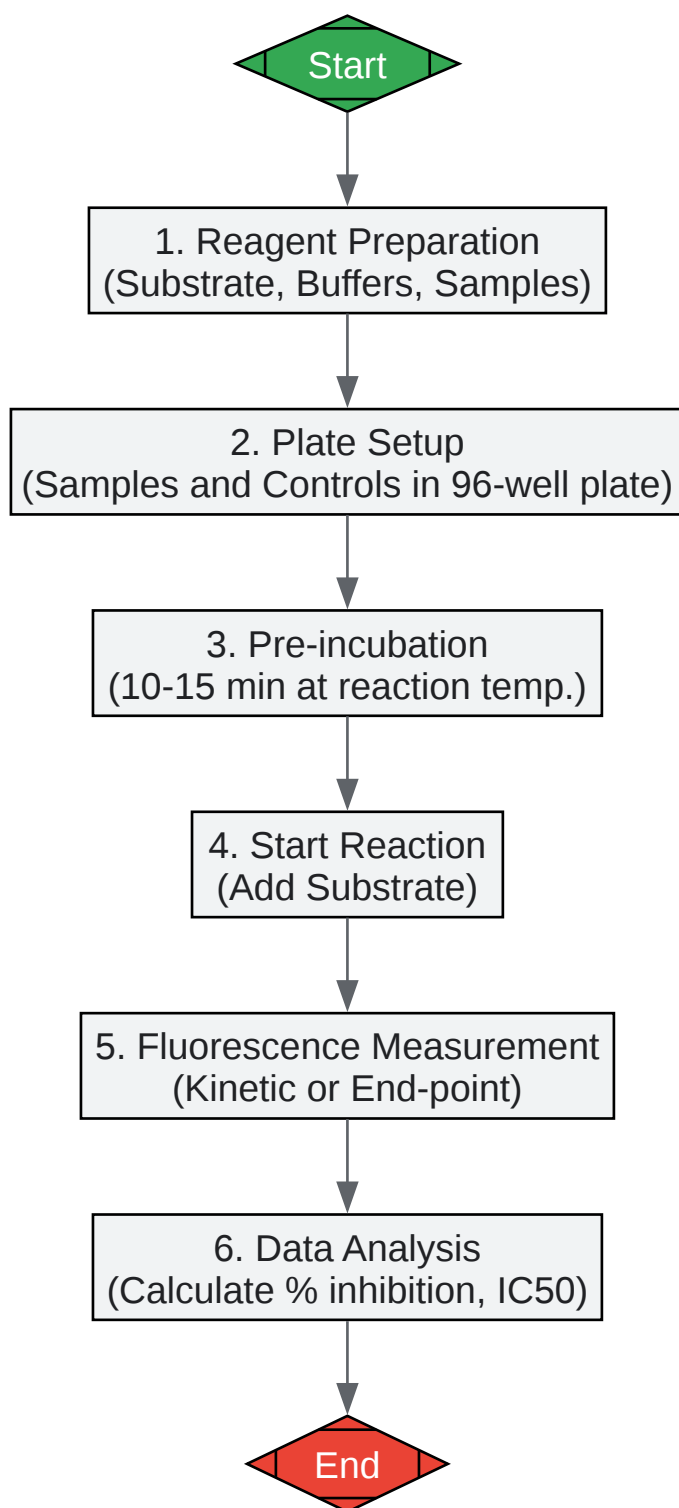 Start
1. Reagent Preparation
(Substrate, Buffers, Samples)
2. Plate Setup
(Samples and Controls in 96-well plate)
3. Pre-incubation
(10-15 min at reaction temp.)
4. Start Reaction
(Add Substrate)
5. Fluorescence Measurement
(Kinetic or End-point)
6. Data Analysis
(Calculate % inhibition, IC50)
End